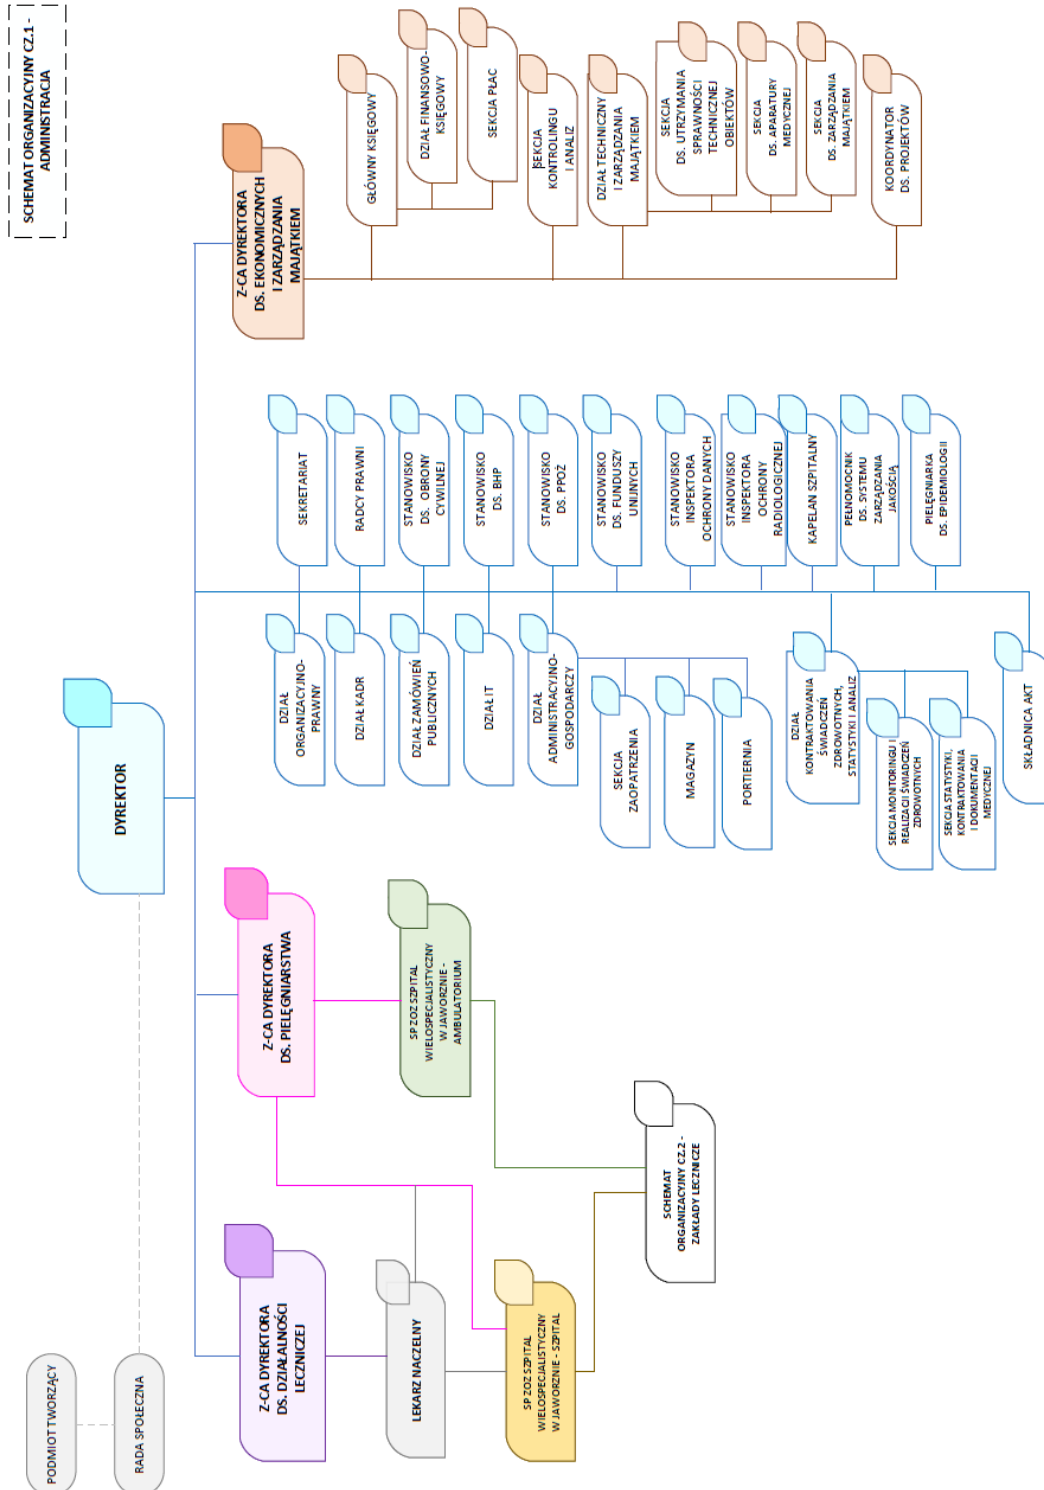 SCHEMAT ORGANIZACYJNY CZ.1 -
ADMINISTRACJA
PODMIOT TWORZĄCY
RADA SPOŁECZNA
DYREKTOR
Z-CA DYREKTORA
DS. DZIAŁALNOŚCI
LECZNICZEJ
Z-CA DYREKTORA
DS. PIELĘGNIARSTWA
Z-CA DYREKTORA
DS. EKONOMICZNYCH
I ZARZĄDZANIA
MAJĄTKIEM
LEKARZ NACZELNY
SP ZOZ SZPITAL
WIELOSPECJALISTYCZNY
W JAWORZNIE - SZPITAL
SP ZOZ SZPITAL
WIELOSPECJALISTYCZNY
W JAWORZNIE -
AMBULATORIUM
SCHEMAT
ORGANIZACYJNY CZ.2 -
ZAKŁADY LECZNICZE
DZIAŁ
ORGANIZACYJNO-
PRAWNY
DZIAŁ KADR
DZIAŁ ZAMÓWIEŃ
PUBLICZNYCH
DZIAŁ IT
DZIAŁ
ADMINISTRACYJNO-
GOSPODARCZY
SEKCJA
ZAOPATRZENIA
MAGAZYN
PORTIERNIA
DZIAŁ
KONTRAKTOWANIA
ŚWIADCZEŃ
ZDROWOTNYCH,
STATYSTYKI I ANALIZ
SEKCJA MONITORINGU I
REALIZACJI ŚWIADCZEŃ
ZDROWOTNYCH
SEKCJA STATYSTYKI,
KONTRAKTOWANIA
I DOKUMENTACJI
MEDYCZNEJ
SKŁADNICA AKT
SEKRETARIAT
RADCY PRAWNI
STANOWISKO
DS. OBRONY
CYWILNEJ
STANOWISKO
DS. BHP
STANOWISKO
DS. PPOŻ
STANOWISKO
DS. FUNDUSZY
UNIJNYCH
STANOWISKO
INSPEKTORA
OCHRONY DANYCH
STANOWISKO
INSPEKTORA
OCHRONY
RADIOLOGICZNEJ
KAPELAN SZPITALNY
PEŁNOMOCNIK
DS. SYSTEMU
ZARZĄDZANIA
JAKOŚCIĄ
PIELĘGNIARKA
DS. EPIDEMIOLOGII
GŁÓWNY KSIĘGOWY
DZIAŁ FINANSOWO-
KSIĘGOWY
SEKCJA PŁAC
SEKCJA
KONTROLINGU
I ANALIZ
DZIAŁ TECHNICZNY
I ZARZĄDZANIA
MAJĄTKIEM
SEKCJA
DS. UTRZYMANIA
SPRAWNOŚCI
TECHNICZNEJ
OBIEKTÓW
SEKCJA
DS. APARATURY
MEDYCZNEJ
SEKCJA
DS. ZARZĄDZANIA
MAJĄTKIEM
KOORDYNATOR
DS. PROJEKTÓW